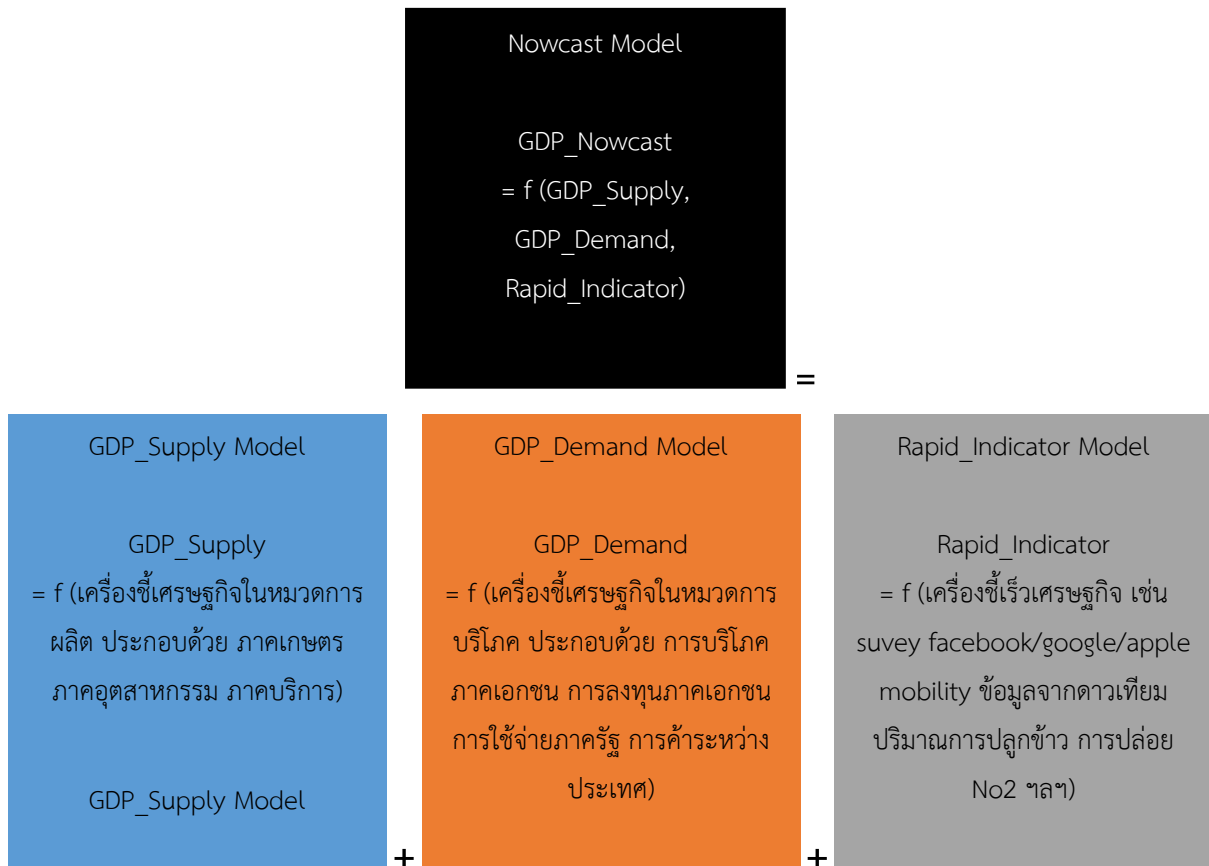 Nowcast Model
GDP_Nowcast
= f (GDP_Supply,
GDP_Demand,
Rapid_Indicator)
=
GDP_Supply Model
GDP_Supply
= f (เครื่องชี้เศรษฐกิจในหมวดการ
ผลิต ประกอบด้วย ภาคเกษตร
ภาคอุตสาหกรรม ภาคบริการ)
GDP_Supply Model
+
GDP_Demand Model
GDP_Demand
= f (เครื่องชี้เศรษฐกิจในหมวดการ
บริโภค ประกอบด้วย การบริโภค
ภาคเอกชน การลงทุนภาคเอกชน
การใช้จ่ายภาครัฐ การค้าระหว่าง
ประเทศ)
+
Rapid_Indicator Model
Rapid_Indicator
= f (เครื่องชี้เร็วเศรษฐกิจ เช่น
suvey facebook/google/apple
mobility ข้อมูลจากดาวเทียม
ปริมาณการปลูกข้าว การปล่อย
No2 ฯลฯ)